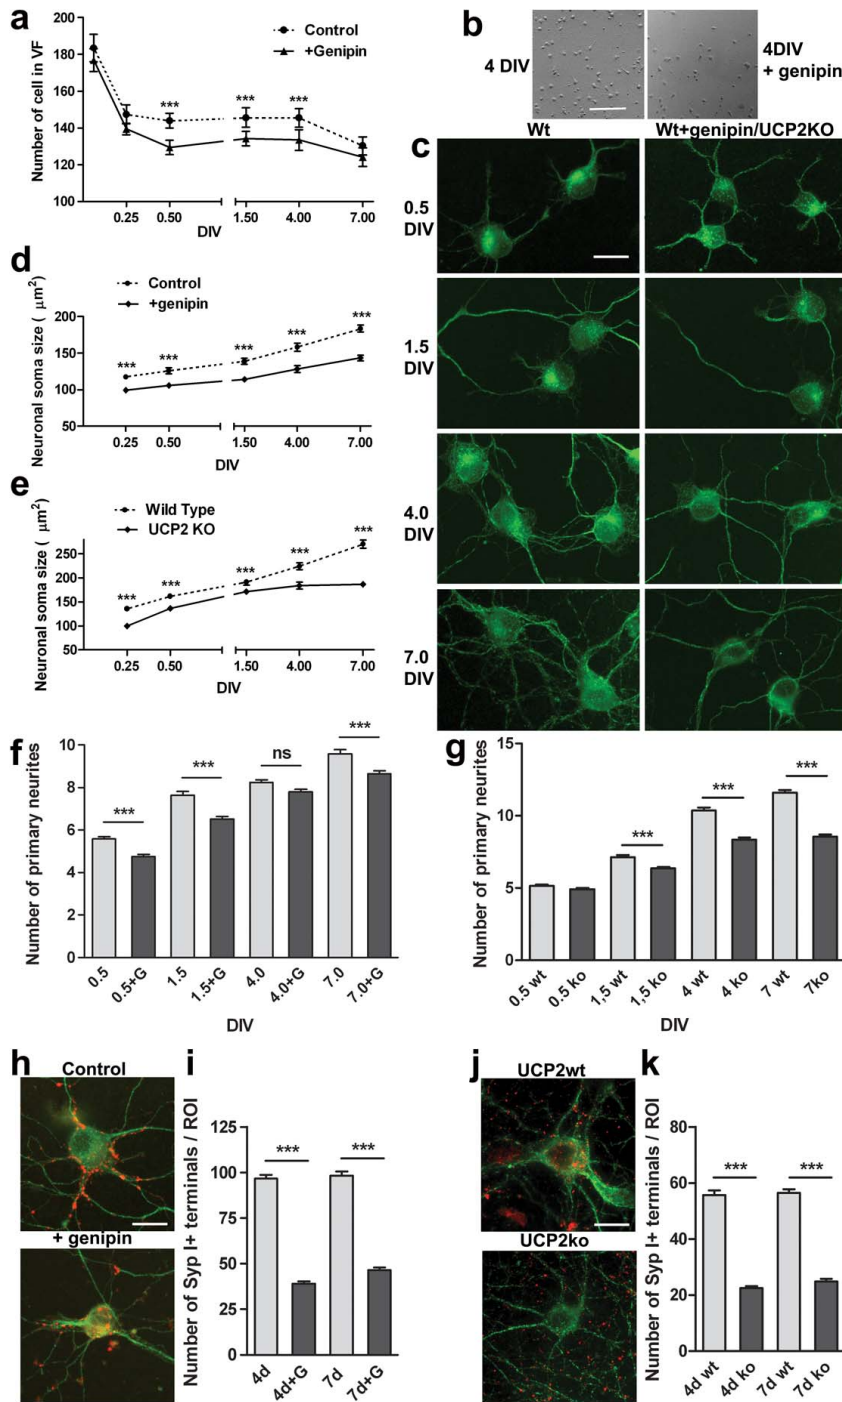 a
Number of cell in VF
180
160
140
120
100
Control
+Genipin
*** *** ***
0.25 0.50 1.50 4.00 7.00
DIV
b
4 DIV
4DIV
+ genipin
c
Wt Wt+genipin/UCP2KO
0.5
DIV
1.5
DIV
4.0
DIV
7.0
DIV
d
Neuronal soma size ( μm2)
200
150
100
50
Control
+genipin
*** *** *** *** ***
0.25 0.50 1.50 4.00 7.00
DIV
e
Neuronal soma size ( μm2)
250
200
150
100
50
Wild Type
UCP2 KO
*** *** *** *** ***
0.25 0.50 1.50 4.00 7.00
DIV
f
Number of primary neurites
10
8
6
4
2
0
*** *** ns ***
0.5 0.5+G 1.5 1.5+G 4.0 4.0+G 7.0 7.0+G
DIV
g
Number of primary neurites
15
10
5
0
*** *** ***
0.5 wt 0.5 ko 1,5 wt 1,5 ko 4 wt 4 ko 7 wt 7ko
DIV
h
Control
+ genipin
i
Number of Syp I+ terminals / ROI
125
100
75
50
25
0
*** ***
4d 4d+G 7d 7d+G
j
UCP2wt
UCP2ko
k
Number of Syp I+ terminals / ROI
80
60
40
20
0
*** ***
4d wt 4d ko 7d wt 7d ko